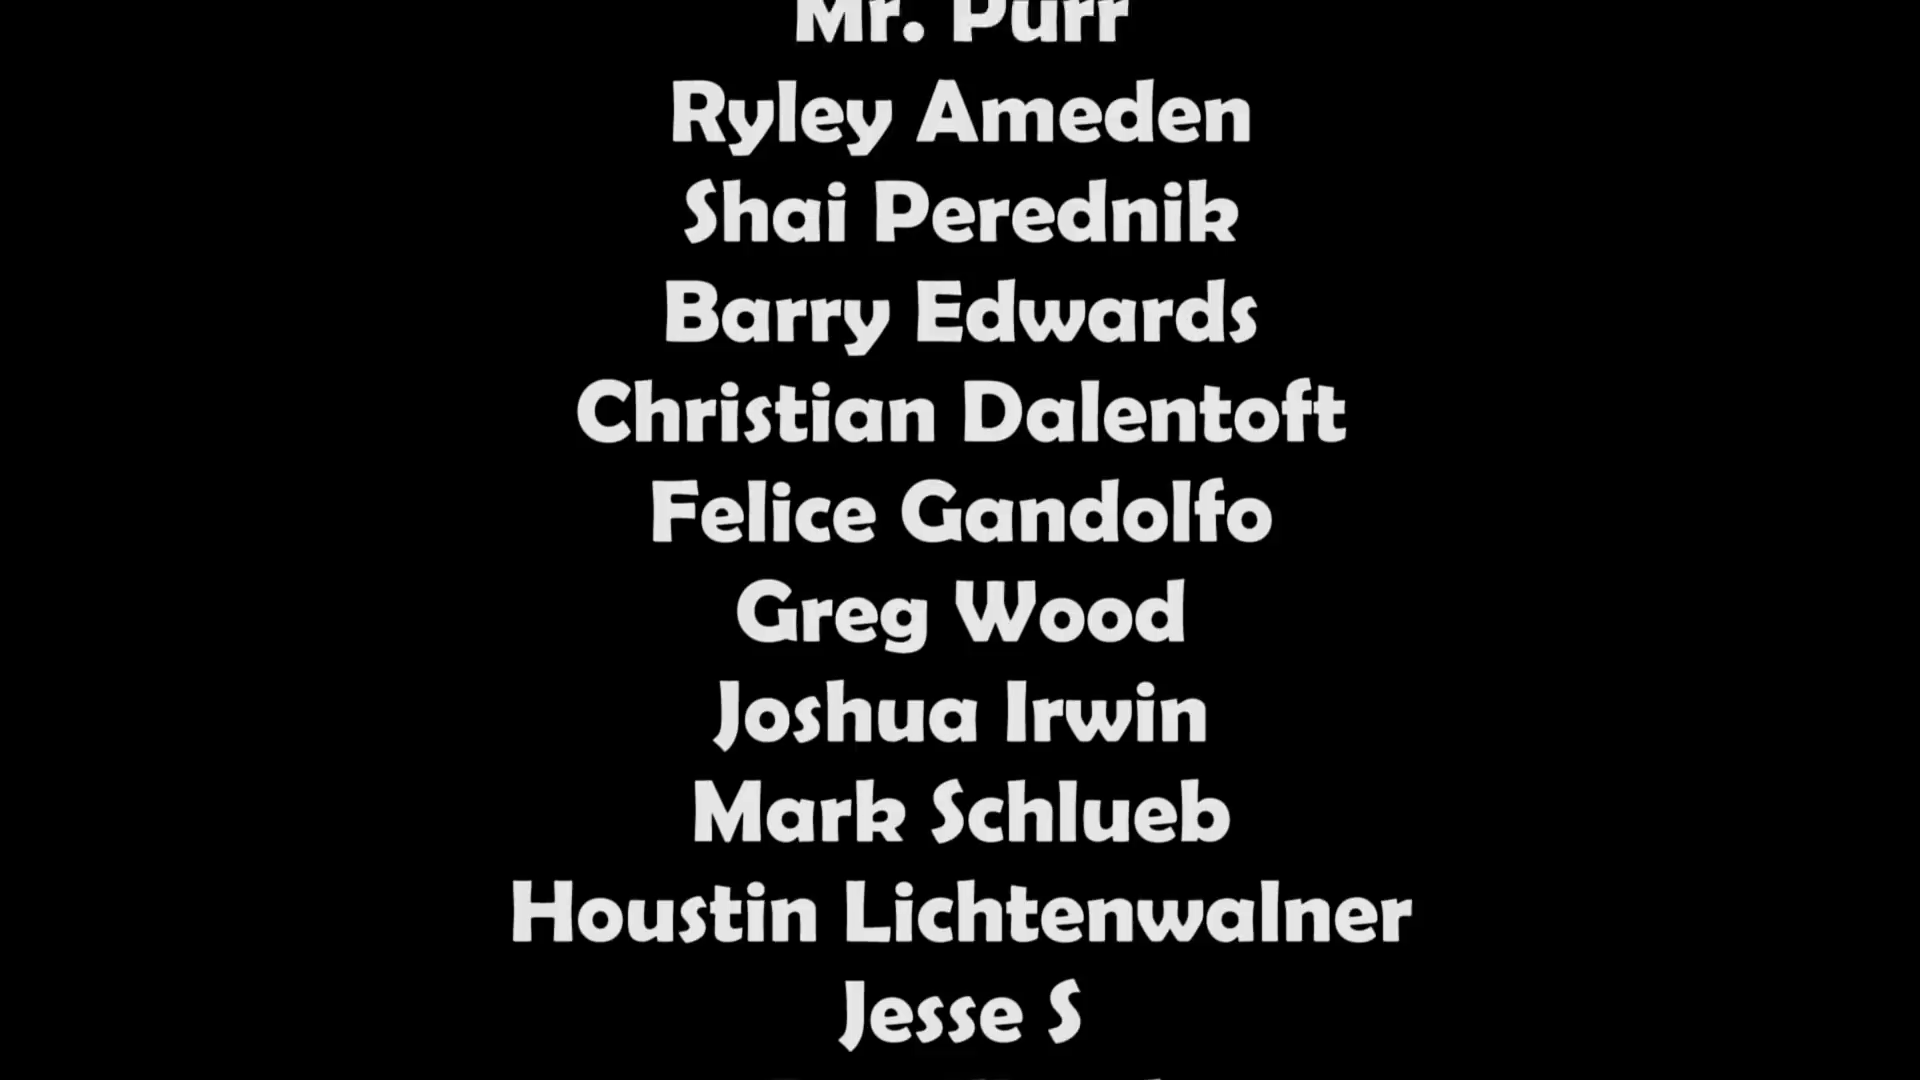 Mr. Purr
Ryley Ameden
Shai Perednik
Barry Edwards
Christian Dalentoft
Felice Gandolfo
Greg Wood
Joshua Irwin
Mark Schlueb
Houstin Lichtenwalner
Jesse S